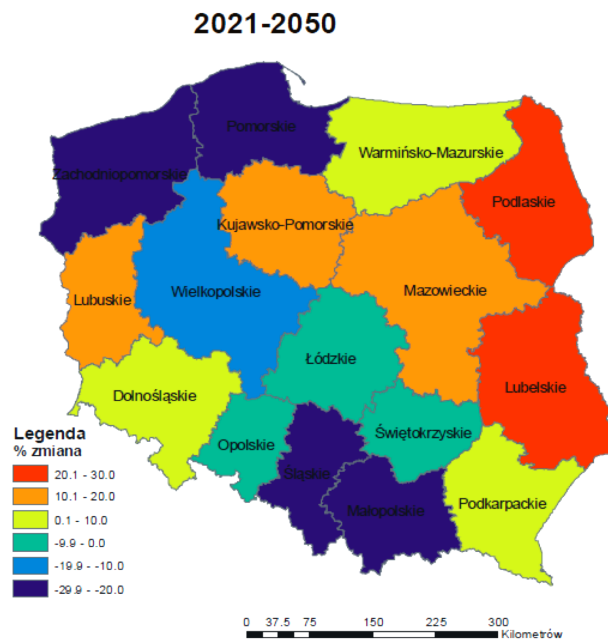 2021-2050
Pomorskie
Warmińsko-Mazurskie
Zachodniopomorskie
Podlaskie
Kujawsko-Pomorskie
Wielkopolskie
Mazowieckie
Lubuskie
Łódzkie
Lubelskie
Dolnośląskie
Świętokrzyskie
Opolskie
Śląskie
Podkarpackie
Małopolskie
Legenda
% zmiana
20.1 - 30.0
10.1 - 20.0
0.1 - 10.0
-9.9 - 0.0
-19.9 - -10.0
-29.9 - -20.0
0 37.5 75 150 225 300
Kilometrów